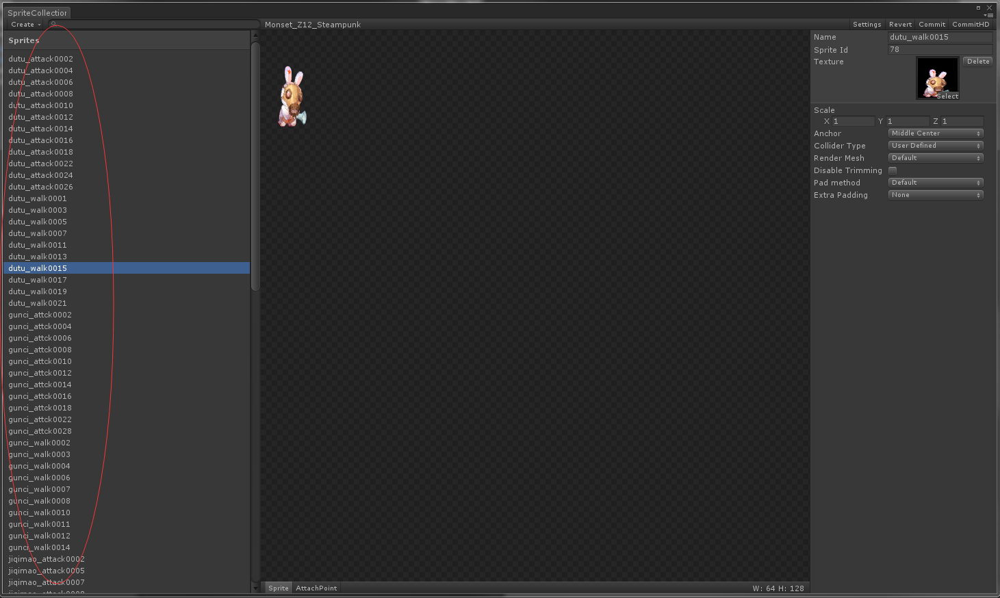 SpriteCollection
Create
Monset_Z12_Steampunk
Settings Revert Commit CommitHD
Sprites
dutu_attack0002
dutu_attack0004
dutu_attack0006
dutu_attack0008
dutu_attack0010
dutu_attack0012
dutu_attack0014
dutu_attack0016
dutu_attack0018
dutu_attack0022
dutu_attack0024
dutu_attack0026
dutu_walk0001
dutu_walk0003
dutu_walk0005
dutu_walk0007
dutu_walk0011
dutu_walk0013
dutu_walk0015
dutu_walk0017
dutu_walk0019
dutu_walk0021
gunci_attck0002
gunci_attck0004
gunci_attck0006
gunci_attck0008
gunci_attck0010
gunci_attck0012
gunci_attck0014
gunci_attck0016
gunci_attck0018
gunci_attck0022
gunci_attck0028
gunci_walk0002
gunci_walk0003
gunci_walk0004
gunci_walk0006
gunci_walk0007
gunci_walk0008
gunci_walk0010
gunci_walk0011
gunci_walk0012
gunci_walk0014
jiqimao_attack0002
jiqimao_attack0005
jiqimao_attack0007
Sprite AttachPoint
W: 64 H: 128
Name dutu_walk0015
Sprite Id 78
Texture Delete
Select
Scale
X 1 Y 1 Z 1
Anchor Middle Center
Collider Type User Defined
Render Mesh Default
Disable Trimming
Pad method Default
Extra Padding None